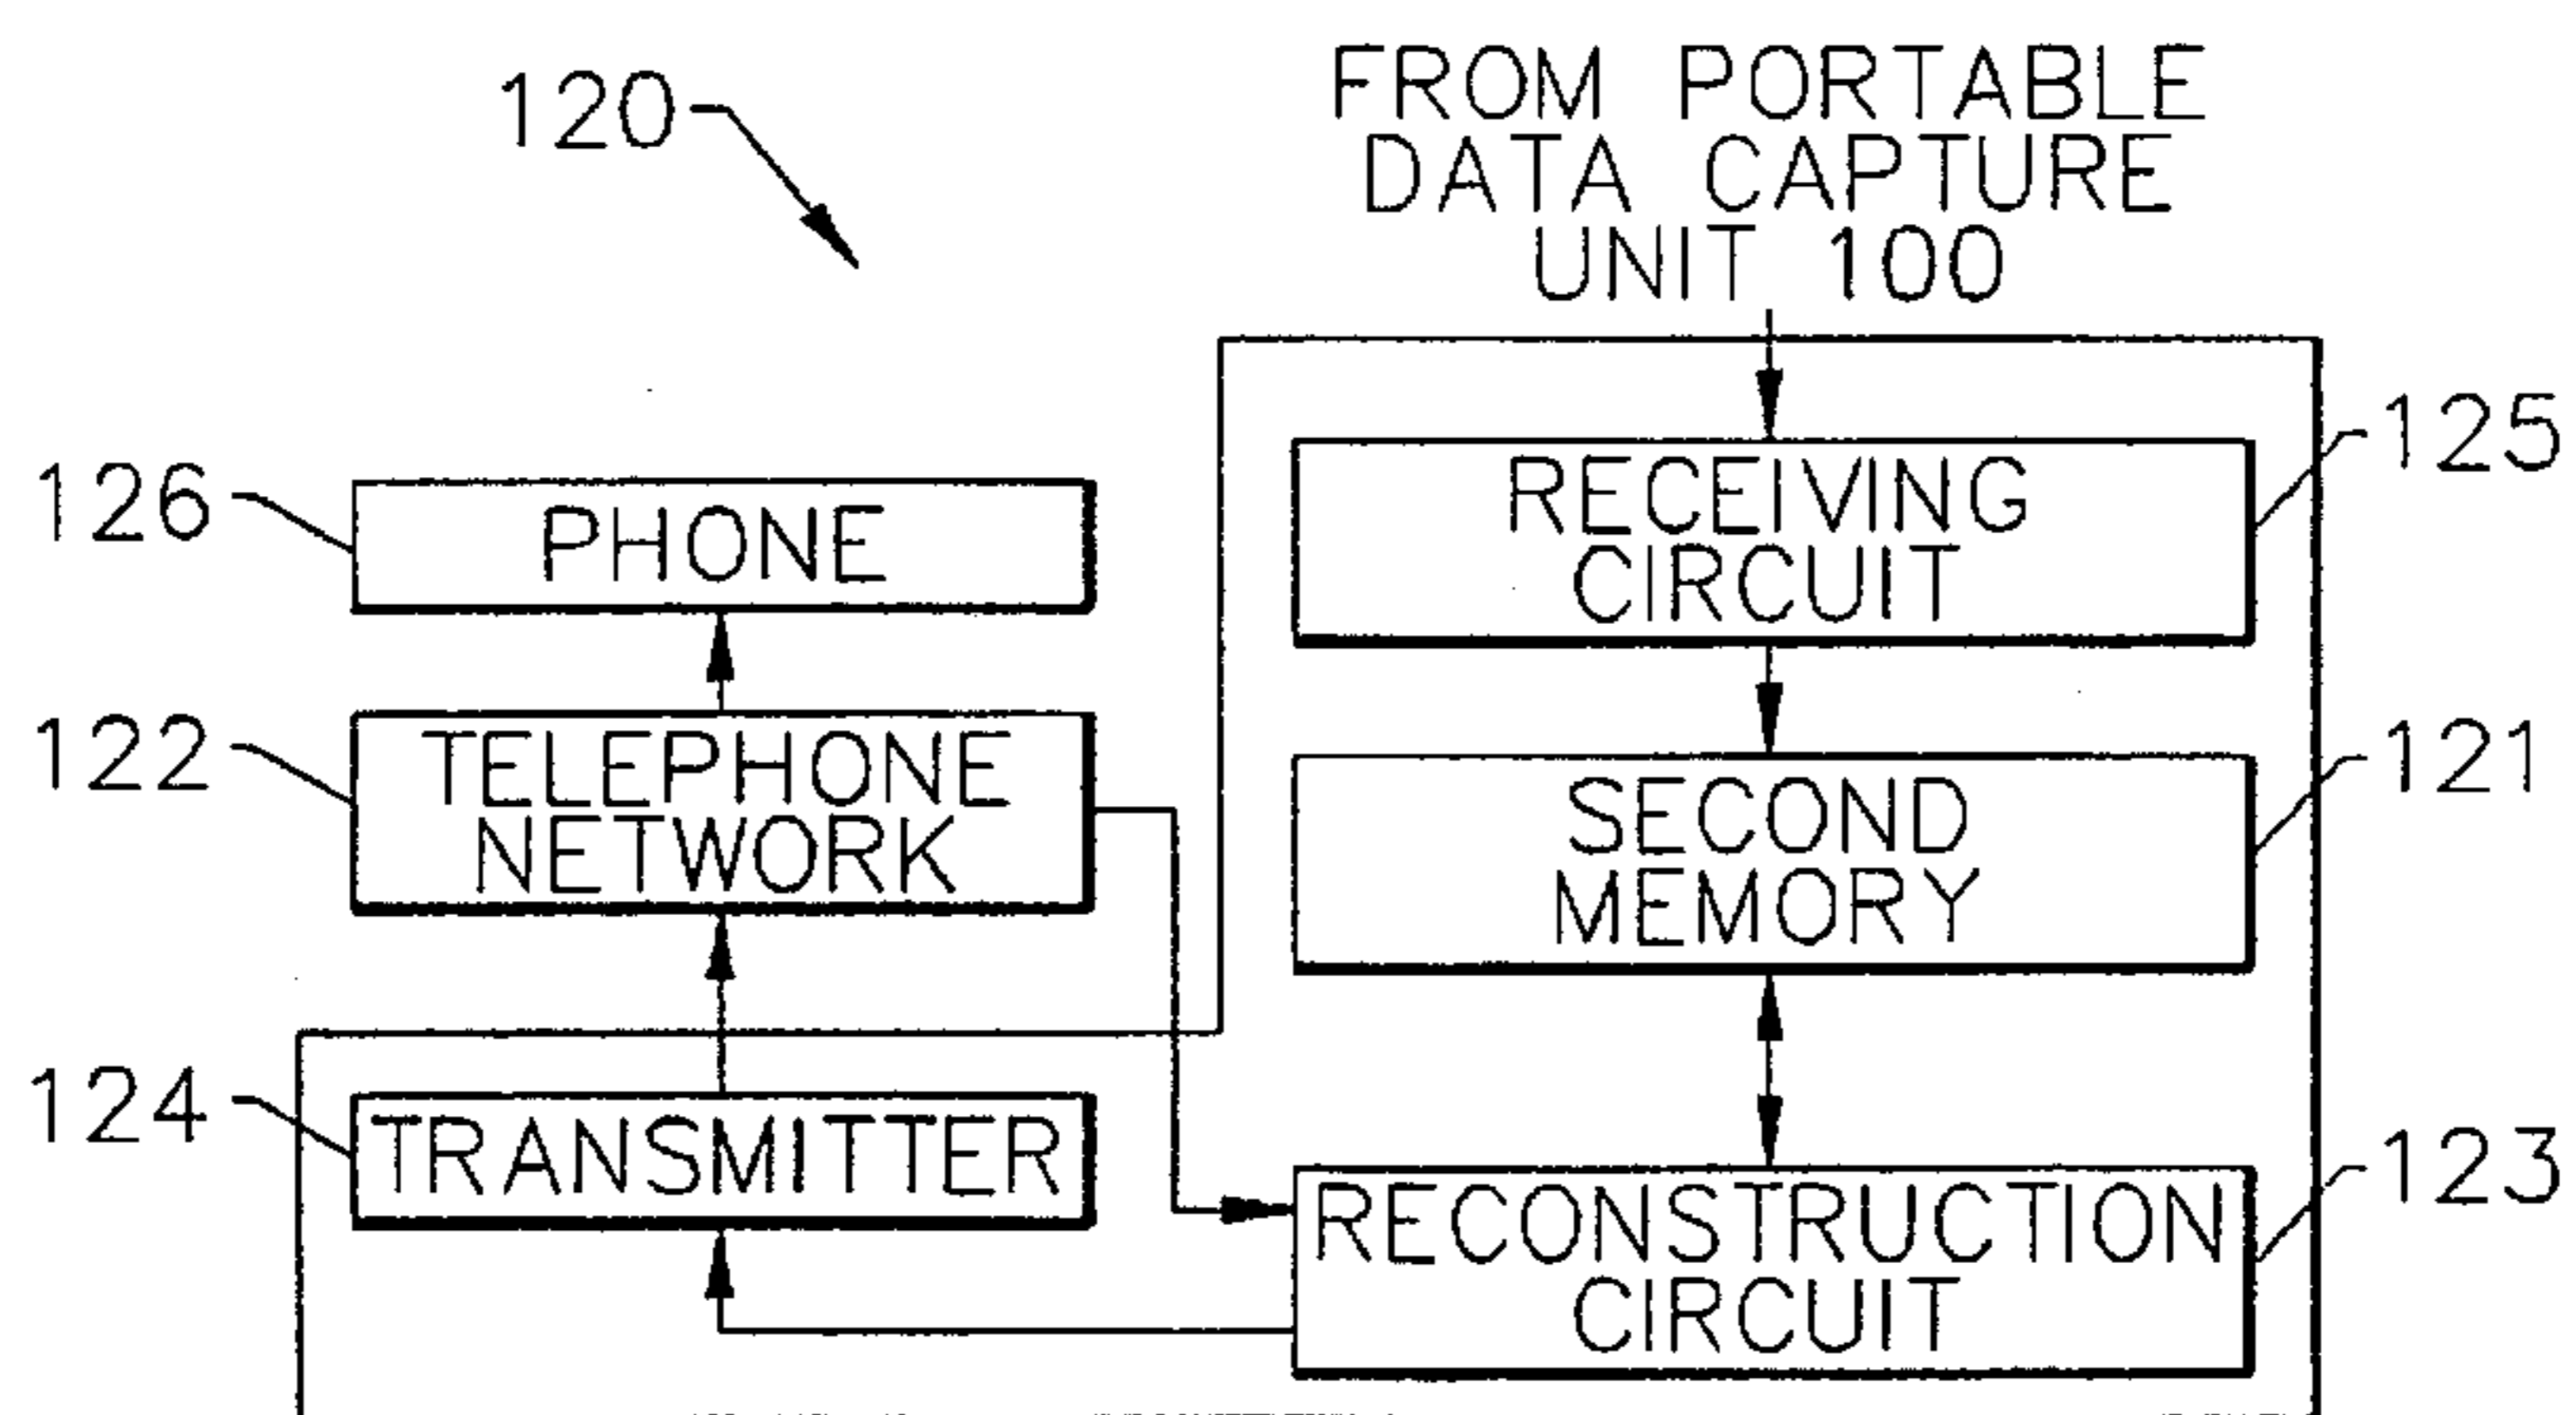 120
FROM PORTABLE
DATA CAPTURE
UNIT 100
126
PHONE
RECEIVING
CIRCUIT
125
122
TELEPHONE
NETWORK
SECOND
MEMORY
121
124
TRANSMITTER
RECONSTRUCTION
CIRCUIT
123